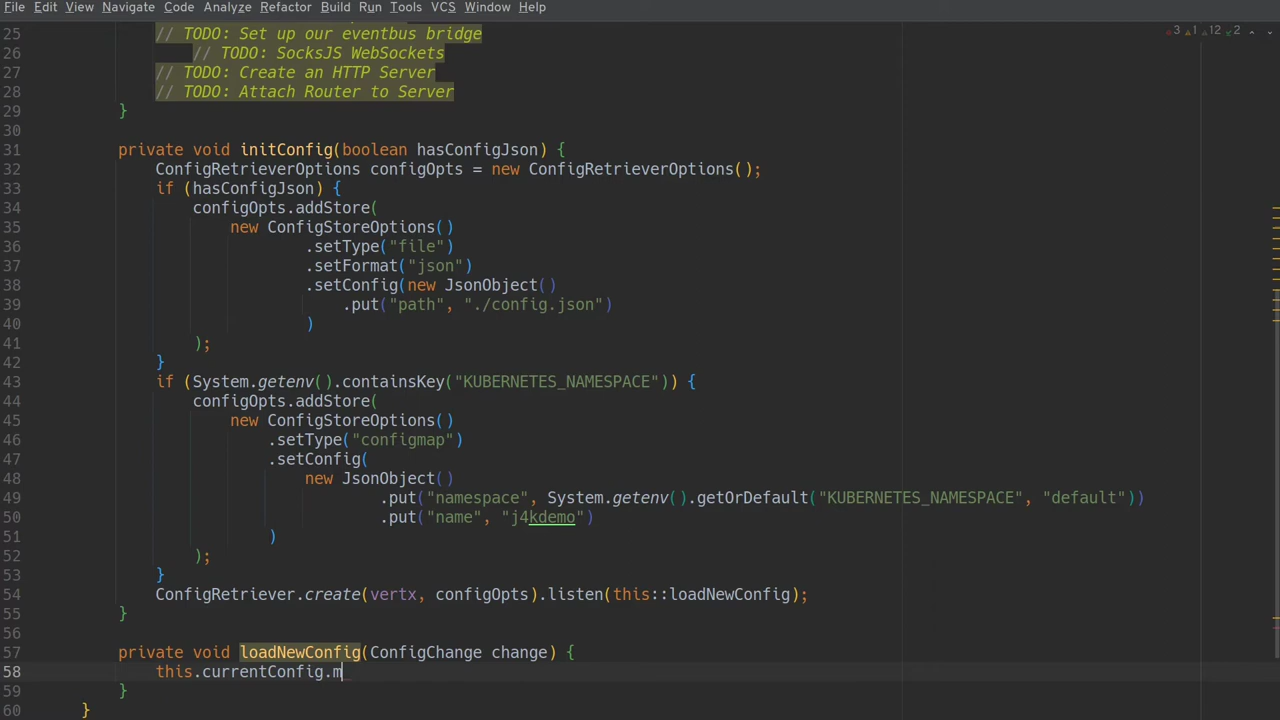 File Edit View Navigate Code Analyze Refactor Build Run Tools VCS Window Help
3 1 12 2
25 // TODO: Set up our eventbus bridge
26 // TODO: SocksJS WebSockets
27 // TODO: Create an HTTP Server
28 // TODO: Attach Router to Server
29 }
30
31 private void initConfig(boolean hasConfigJson) {
32 ConfigRetrieverOptions configOpts = new ConfigRetrieverOptions();
33 if (hasConfigJson) {
34 configOpts.addStore(
35 new ConfigStoreOptions()
36 .setType("file")
37 .setFormat("json")
38 .setConfig(new JsonObject()
39 .put("path", "./config.json")
40 )
41 );
42 }
43 if (System.getenv().containsKey("KUBERNETES_NAMESPACE")) {
44 configOpts.addStore(
45 new ConfigStoreOptions()
46 .setType("configmap")
47 .setConfig(
48 new JsonObject()
49 .put("namespace", System.getenv().getOrDefault("KUBERNETES_NAMESPACE", "default"))
50 .put("name", "j4kdemo")
51 )
52 );
53 }
54 ConfigRetriever.create(vertx, configOpts).listen(this::loadNewConfig);
55 }
56
57 private void loadNewConfig(ConfigChange change) {
58 this.currentConfig.m
59 }
60 }